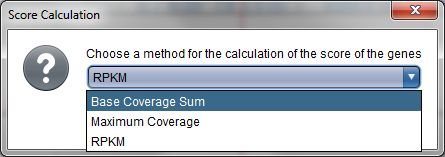 Score Calculation
Choose a method for the calculation of the score of the genes
RPKM
Base Coverage Sum
Maximum Coverage
RPKM